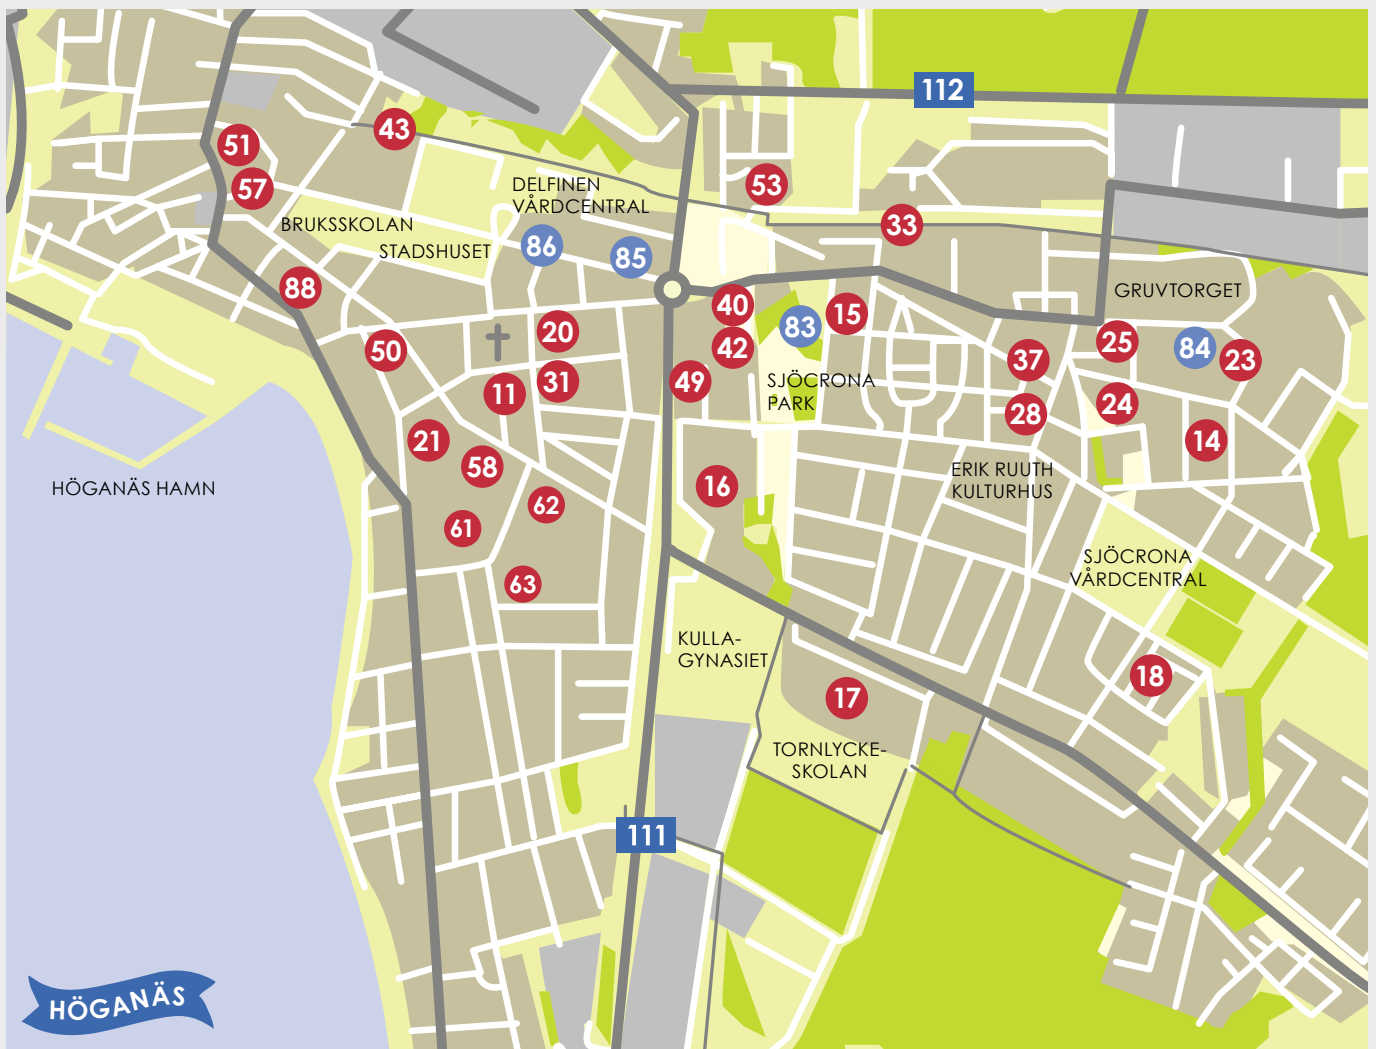 112
43
51
57
53
DELFINEN
VÅRDCENTRAL
BRUKSSKOLAN
STADSHUSET
86
85
33
88
40
83
15
GRUVTORGET
20
42
25
84
23
50
37
49
SJÖCRONA
PARK
11
31
24
28
21
14
58
16
ERIK RUUTH
KULTURHUS
HÖGANÄS HAMN
62
61
SJÖCRONA
VÅRDCENTRAL
63
KULLA-
GYNASIET
18
17
TORNLYCKE-
SKOLAN
111
HÖGANÄS